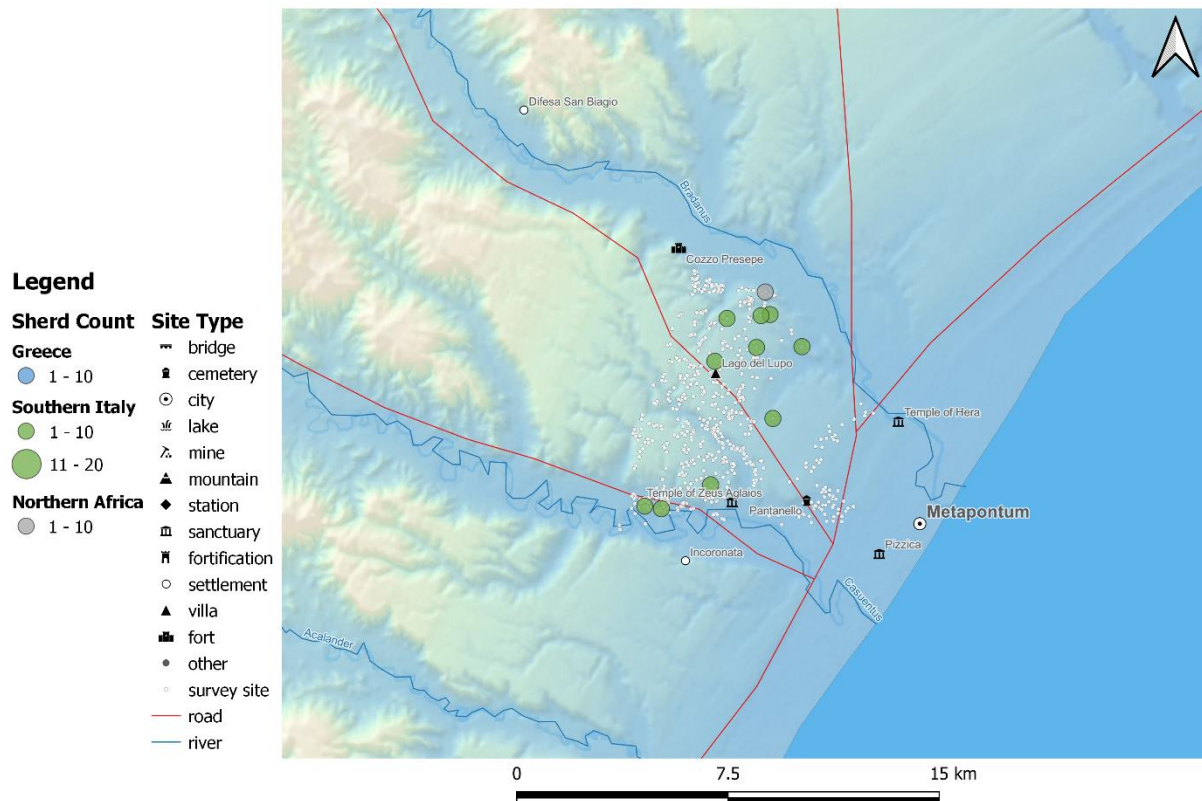 Legend
Sherd Count
Greece
1 - 10
Southern Italy
1 - 10
11 - 20
Northern Africa
1 - 10
Site Type
bridge
cemetery
city
lake
mine
mountain
station
sanctuary
fortification
settlement
villa
fort
other
survey site
road
river
Difesa San Biagio
Bradanus
Cozzo Presepe
Lago del Lupo
Temple of Hera
Temple of Zeus Aglaios
Pantanello
Metapontum
Pizzica
Incoronata
Casuentus
Acalander
0 7.5 15 km